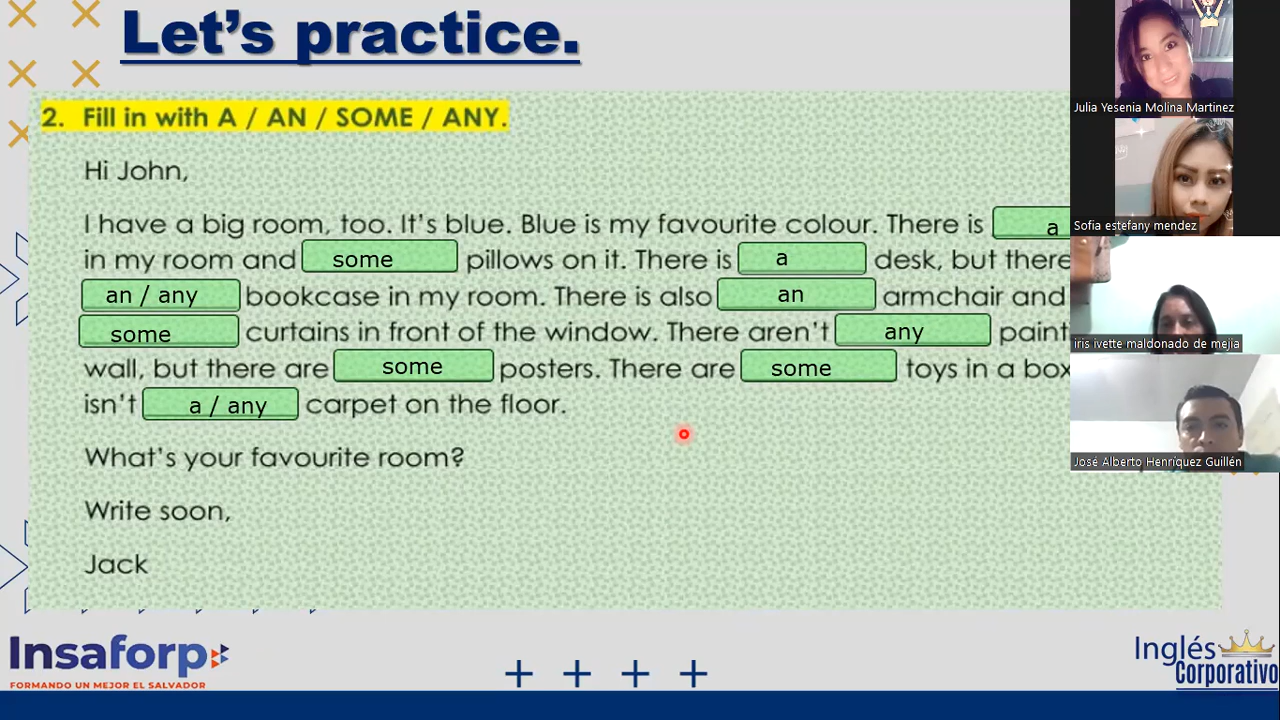 Let's practice.
2. Fill in with A / AN / SOME / ANY.
Hi John,
I have a big room, too. It's blue. Blue is my favourite colour. There is a
in my room and some pillows on it. There is a desk, but there
an / any bookcase in my room. There is also an armchair and
some curtains in front of the window. There aren't any paint
wall, but there are some posters. There are some toys in a box
isn't a / any carpet on the floor.
What's your favourite room?
Write soon,
Jack
Julia Yesenia Molina Martinez
Sofia estefany mendez
iris ivette maldonado de mejia
José Alberto Henríquez Guillén
Insaforp
FORMANDO UN MEJOR EL SALVADOR
Inglés
Corporativo